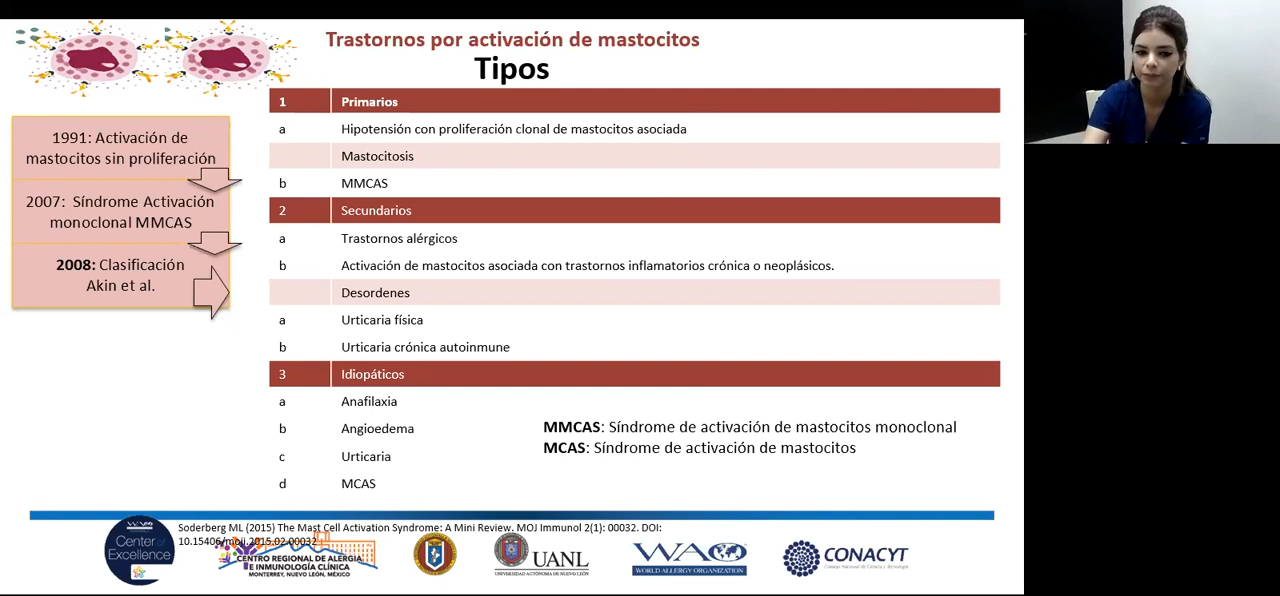 Trastornos por activación de mastocitos
Tipos
1991: Activación de
mastocitos sin proliferación
2007: Síndrome Activación
monoclonal MMCAS
2008: Clasificación
Akin et al.
1 Primarios
a Hipotensión con proliferación clonal de mastocitos asociada
Mastocitosis
b MMCAS
2 Secundarios
a Trastornos alérgicos
b Activación de mastocitos asociada con trastornos inflamatorios crónica o neoplásicos.
Desordenes
a Urticaria física
b Urticaria crónica autoinmune
3 Idiopáticos
a Anafilaxia
b Angioedema
c Urticaria
d MCAS
MMCAS: Síndrome de activación de mastocitos monoclonal
MCAS: Síndrome de activación de mastocitos
Soderberg ML (2015) The Mast Cell Activation Syndrome: A Mini Review. MOJ Immunol 2(1): 00032. DOI:
10.15406/moji.2015.02.00032
Center of
Excellence
CENTRO REGIONAL DE ALERGIA
E INMUNOLOGÍA CLÍNICA
MONTERREY, NUEVO LEÓN, MÉXICO
UANL
UNIVERSIDAD AUTÓNOMA DE NUEVO LEÓN
WAO
WORLD ALLERGY ORGANIZATION
CONACYT
Consejo Nacional de Ciencia y Tecnología